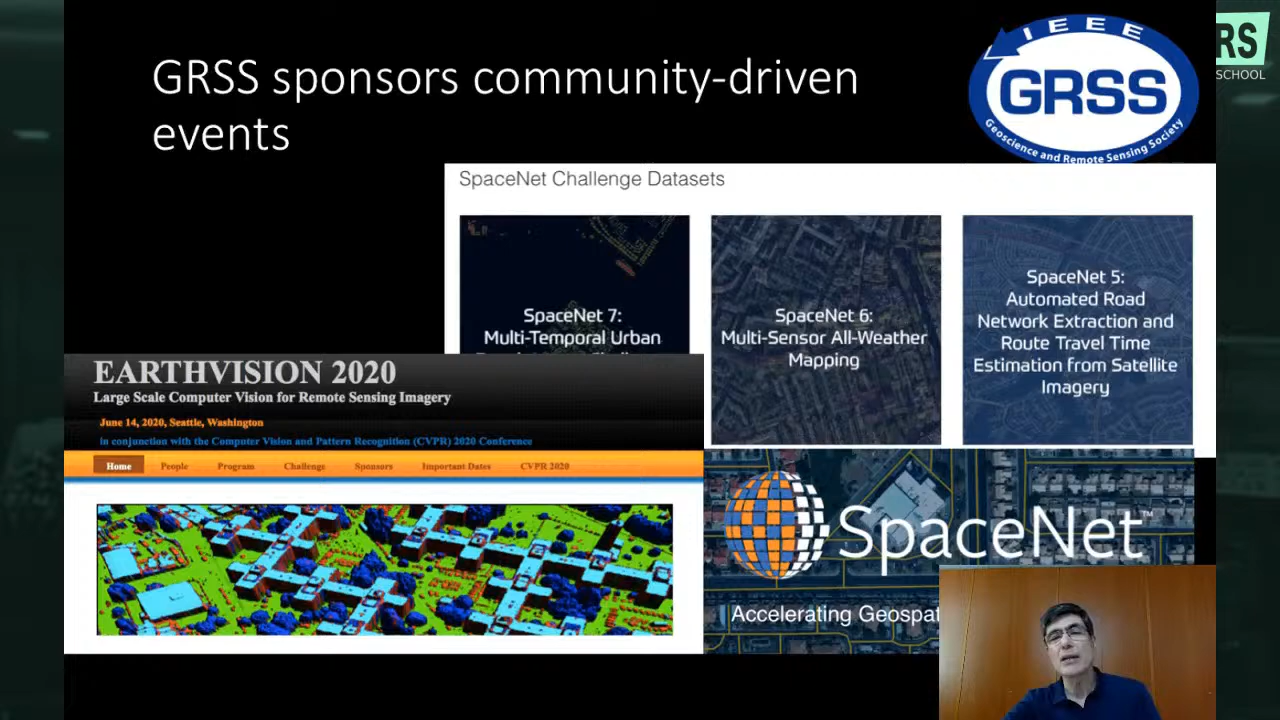 GRSS sponsors community-driven
events
IEEE
GRSS
Geoscience and Remote Sensing Society
RS
SCHOOL
SpaceNet Challenge Datasets
SpaceNet 7:
Multi-Temporal Urban
SpaceNet 6:
Multi-Sensor All-Weather
Mapping
SpaceNet 5:
Automated Road
Network Extraction and
Route Travel Time
Estimation from Satellite
Imagery
EARTHVISION 2020
Large Scale Computer Vision for Remote Sensing Imagery
June 14, 2020, Seattle, Washington
in conjunction with the Computer Vision and Pattern Recognition (CVPR) 2020 Conference
Home People Program Challenge Sponsors Important Dates CVPR 2020
SpaceNet™
Accelerating Geospat